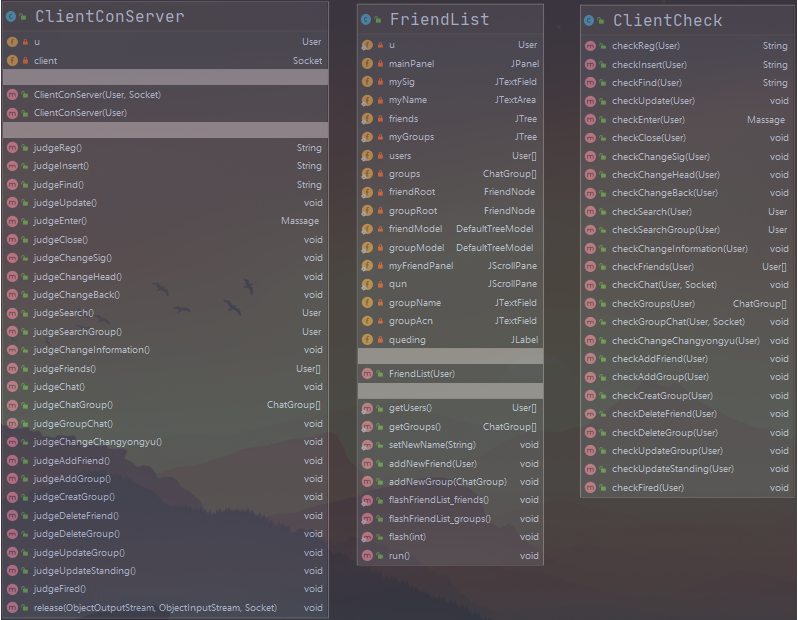 ClientConServer
u User
client Socket
ClientConServer(User, Socket)
ClientConServer(User)
judgeReg() String
judgeInsert() String
judgeFind() String
judgeUpdate() void
judgeEnter() Massage
judgeClose() void
judgeChangeSig() void
judgeChangeHead() void
judgeChangeBack() void
judgeSearch() User
judgeSearchGroup() User
judgeChangeInformation() void
judgeFriends() User[]
judgeChat() void
judgeChatGroup() ChatGroup[]
judgeGroupChat() void
judgeChangeChangyongyu() void
judgeAddFriend() void
judgeAddGroup() void
judgeCreatGroup() void
judgeDeleteFriend() void
judgeDeleteGroup() void
judgeUpdateGroup() void
judgeUpdateStanding() void
judgeFired() void
release(ObjectOutputStream, ObjectInputStream, Socket) void
FriendList
u User
mainPanel JPanel
mySig JTextField
myName JTextArea
friends JTree
myGroups JTree
users User[]
groups ChatGroup[]
friendRoot FriendNode
groupRoot FriendNode
friendModel DefaultTreeModel
groupModel DefaultTreeModel
myFriendPanel JScrollPane
qun JScrollPane
groupName JTextField
groupAcn JTextField
queding JLabel
FriendList(User)
getUsers() User[]
getGroups() ChatGroup[]
setNewName(String) void
addNewFriend(User) void
addNewGroup(ChatGroup) void
flashFriendList_friends() void
flashFriendList_groups() void
flash(int) void
run() void
ClientCheck
checkReg(User) String
checkInsert(User) String
checkFind(User) String
checkUpdate(User) void
checkEnter(User) Massage
checkClose(User) void
checkChangeSig(User) void
checkChangeHead(User) void
checkChangeBack(User) void
checkSearch(User) User
checkSearchGroup(User) User
checkChangeInformation(User) void
checkFriends(User) User[]
checkChat(User, Socket) void
checkGroups(User) ChatGroup[]
checkGroupChat(User, Socket) void
checkChangeChangyongyu(User) void
checkAddFriend(User) void
checkAddGroup(User) void
checkCreatGroup(User) void
checkDeleteFriend(User) void
checkDeleteGroup(User) void
checkUpdateGroup(User) void
checkUpdateStanding(User) void
checkFired(User) void